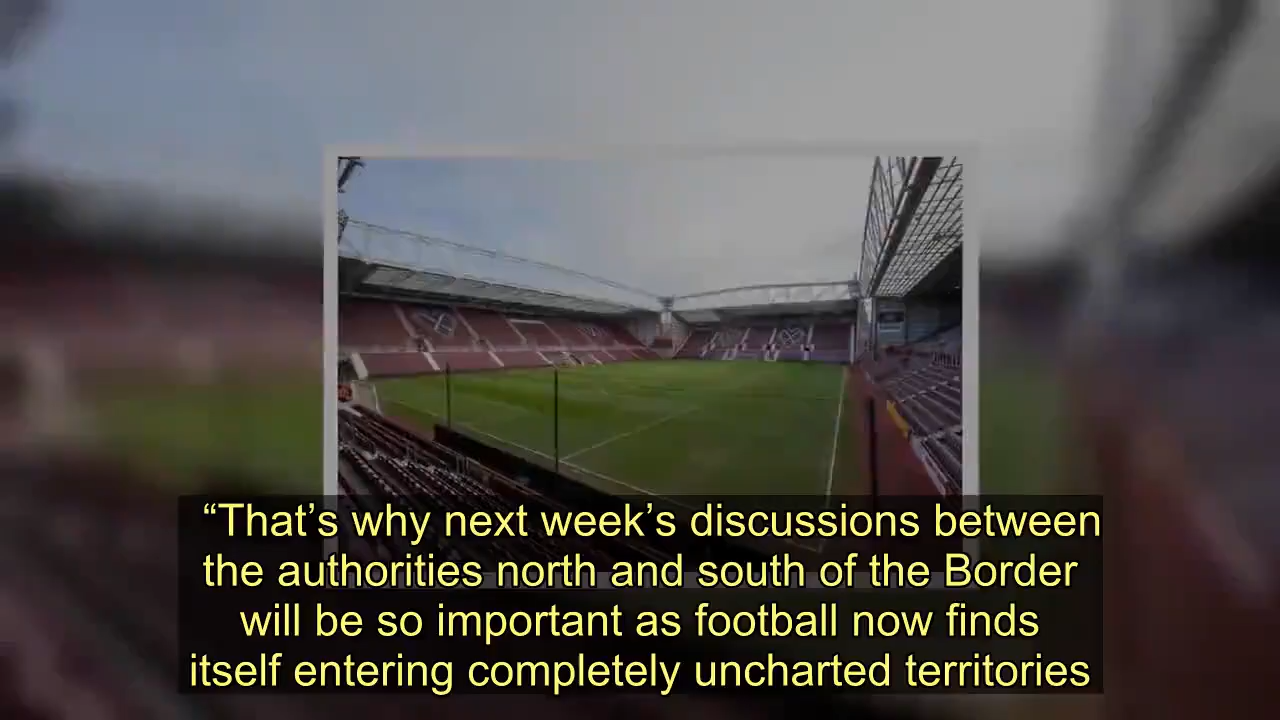 “That’s why next week’s discussions between
the authorities north and south of the Border
will be so important as football now finds
itself entering completely uncharted territories